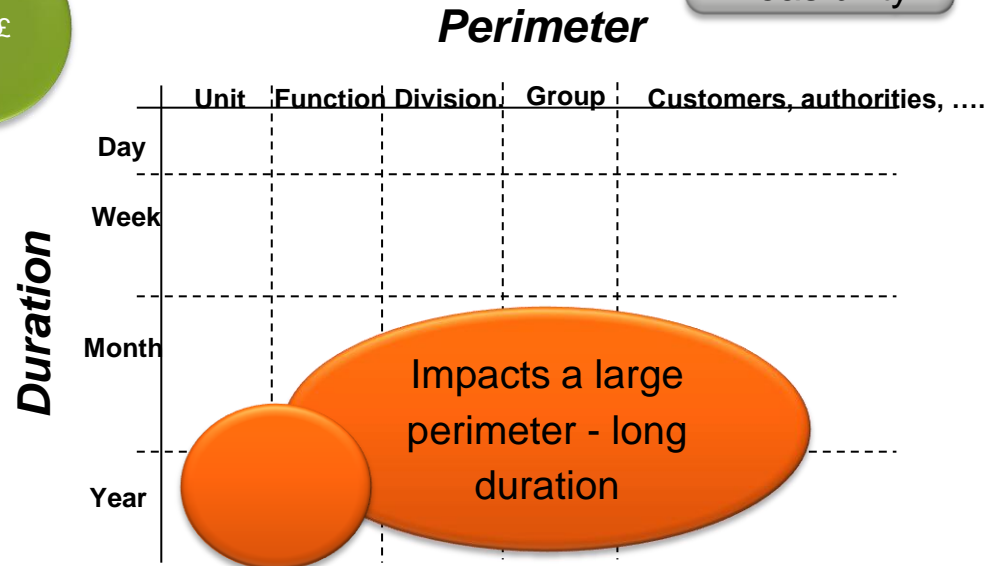 £
Perimeter
Unit Function Division Group Customers, authorities, ….
Day
Week
Duration
Month
Impacts a large
perimeter - long
duration
Year